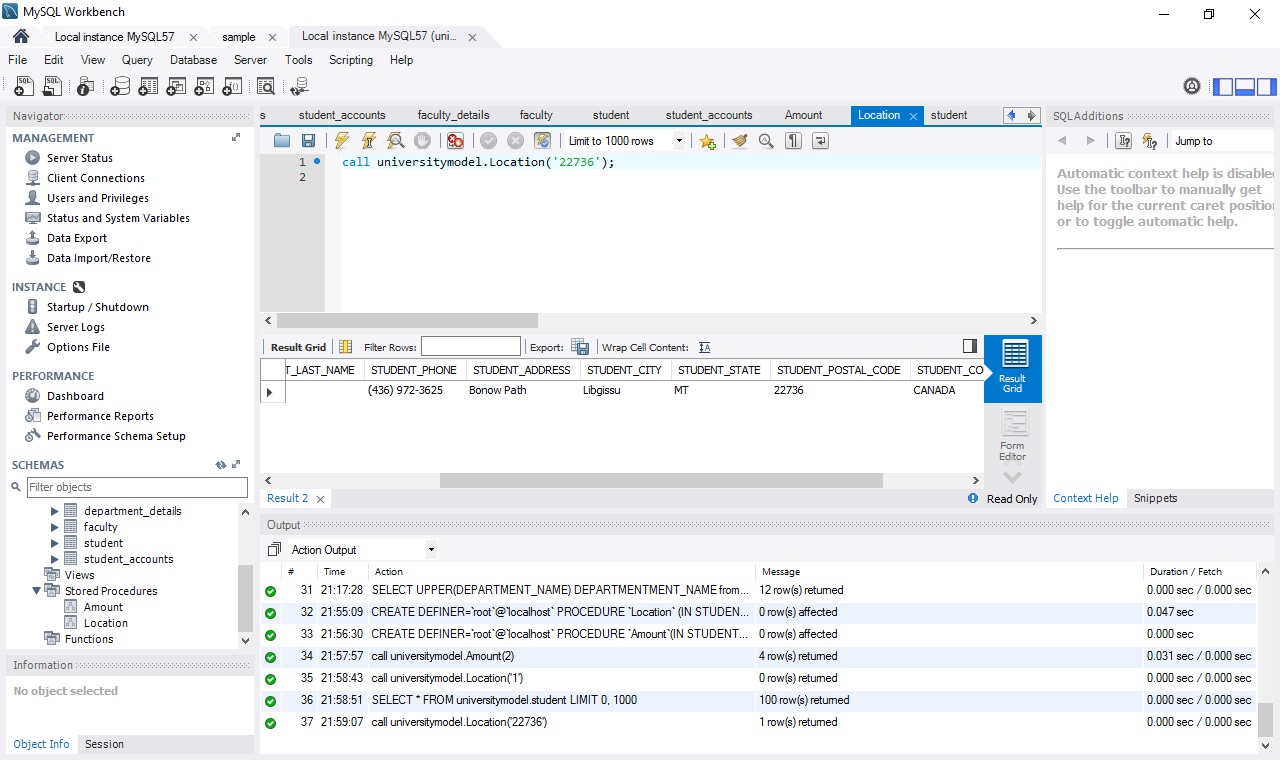 MySQL Workbench
Local instance MySQL57 sample Local instance MySQL57 (uni...
File Edit View Query Database Server Tools Scripting Help
Navigator
MANAGEMENT
Server Status
Client Connections
Users and Privileges
Status and System Variables
Data Export
Data Import/Restore
INSTANCE
Startup / Shutdown
Server Logs
Options File
PERFORMANCE
Dashboard
Performance Reports
Performance Schema Setup
SCHEMAS
Filter objects
department_details
faculty
student
student_accounts
Views
Stored Procedures
Amount
Location
Functions
Information
No object selected
Object Info Session
s student_accounts faculty_details faculty student student_accounts Amount Location student
Limit to 1000 rows
1 call universitymodel.Location('22736');
2
Result Grid Filter Rows: Export: Wrap Cell Content: IA
T_LAST_NAME STUDENT_PHONE STUDENT_ADDRESS STUDENT_CITY STUDENT_STATE STUDENT_POSTAL_CODE STUDENT_CO
(436) 972-3625 Bonow Path Libgissu MT 22736 CANADA
Result
Grid
Form
Editor
Result 2 Read Only
SQLAdditions
Jump to
Automatic context help is disable
Use the toolbar to manually get
help for the current caret position
or to toggle automatic help.
Context Help Snippets
Output
Action Output
# Time Action Message Duration / Fetch
31 21:17:28 SELECT UPPER(DEPARTMENT_NAME) DEPARTMENTMENT_NAME from... 12 row(s) returned 0.000 sec / 0.000 sec
32 21:55:09 CREATE DEFINER=`root`@`localhost` PROCEDURE `Location` (IN STUDEN... 0 row(s) affected 0.047 sec
33 21:56:30 CREATE DEFINER=`root`@`localhost` PROCEDURE `Amount`(IN STUDENT... 0 row(s) affected 0.000 sec
34 21:57:57 call universitymodel.Amount(2) 4 row(s) returned 0.031 sec / 0.000 sec
35 21:58:43 call universitymodel.Location('1') 0 row(s) returned 0.000 sec / 0.000 sec
36 21:58:51 SELECT * FROM universitymodel.student LIMIT 0, 1000 100 row(s) returned 0.000 sec / 0.000 sec
37 21:59:07 call universitymodel.Location('22736') 1 row(s) returned 0.000 sec / 0.000 sec